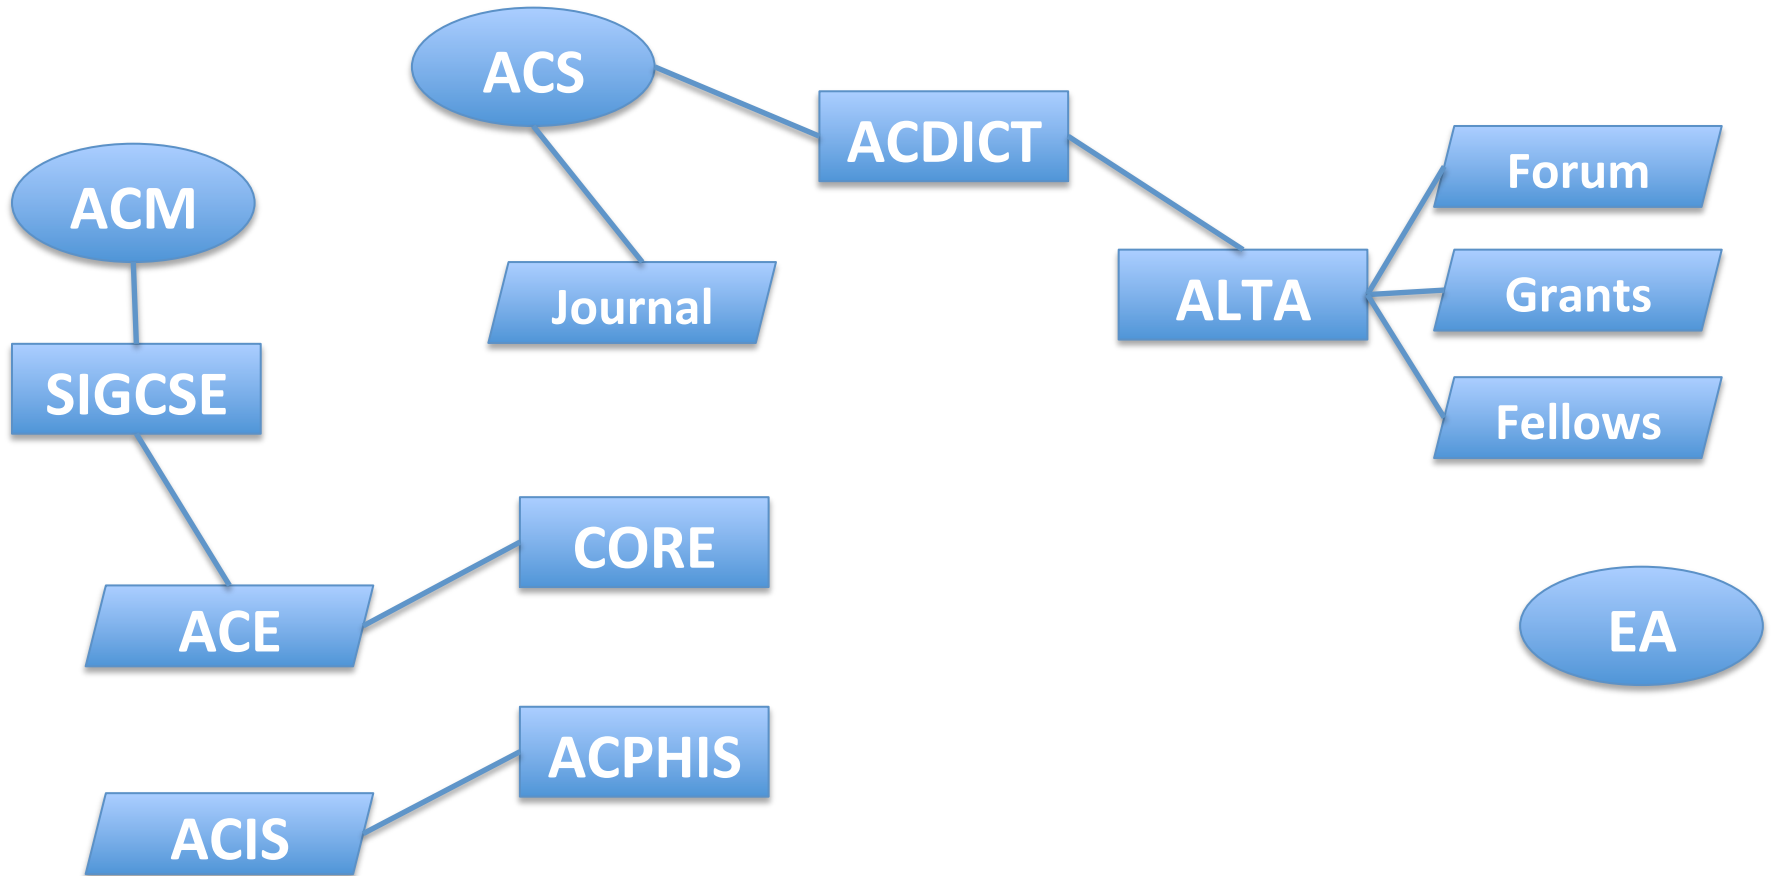 ACS
ACDICT
Forum
ACM
Grants
Journal
ALTA
SIGCSE
Fellows
CORE
ACE
EA
ACPHIS
ACIS